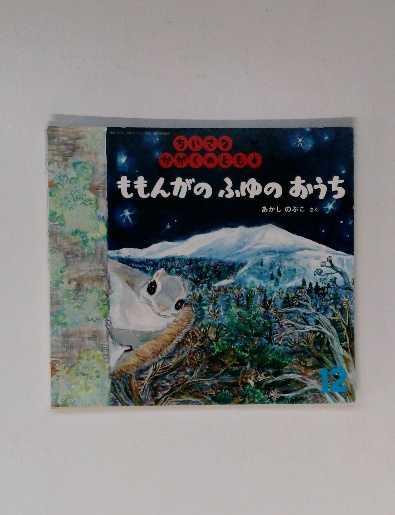 ちいさな
かがくのとも
ももんがの ふゆの おうち
あかし のぶこ さく
12